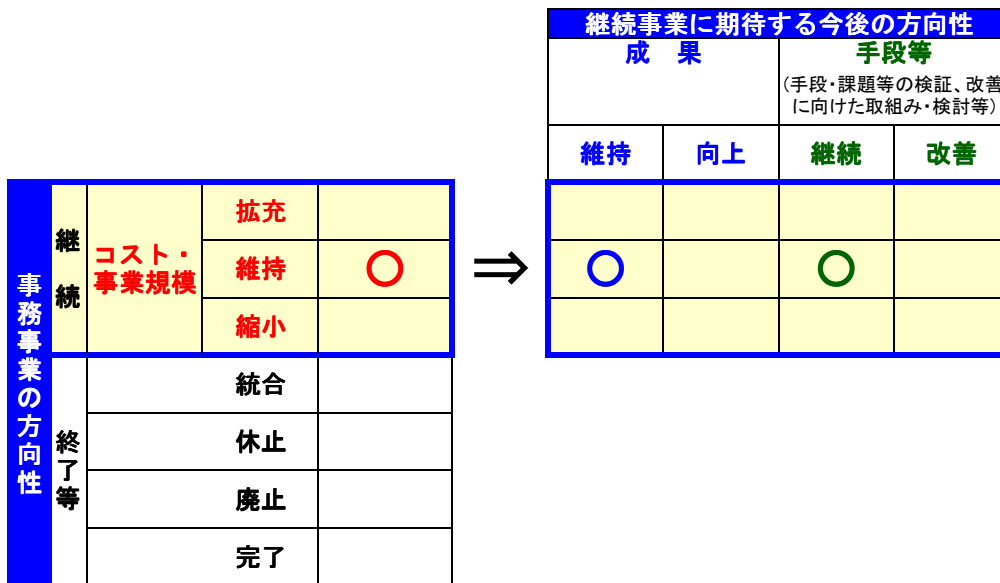 継続事業に期待する今後の方向性
成 果
手段等
(手段・課題等の検証、改善
に向けた取組み・検討等)
維持
向上
継続
改善
事務事業の方向性
継続
コスト・
事業規模
拡充
維持
○
⇒
○
○
縮小
終了等
統合
休止
廃止
完了